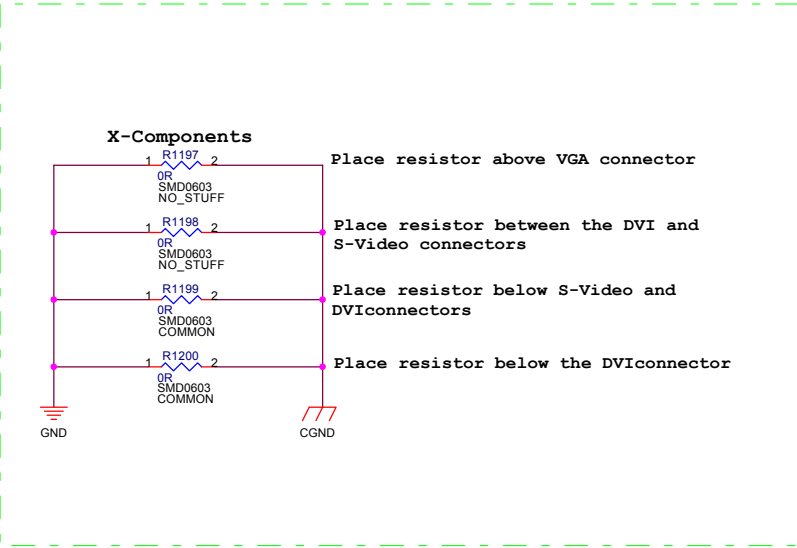 X-Components
1 R1197 2
0R
SMD0603
NO_STUFF
Place resistor above VGA connector
1 R1198 2
0R
SMD0603
NO_STUFF
Place resistor between the DVI and
S-Video connectors
1 R1199 2
0R
SMD0603
COMMON
Place resistor below S-Video and
DVIconnectors
1 R1200 2
0R
SMD0603
COMMON
Place resistor below the DVIconnector
GND
CGND